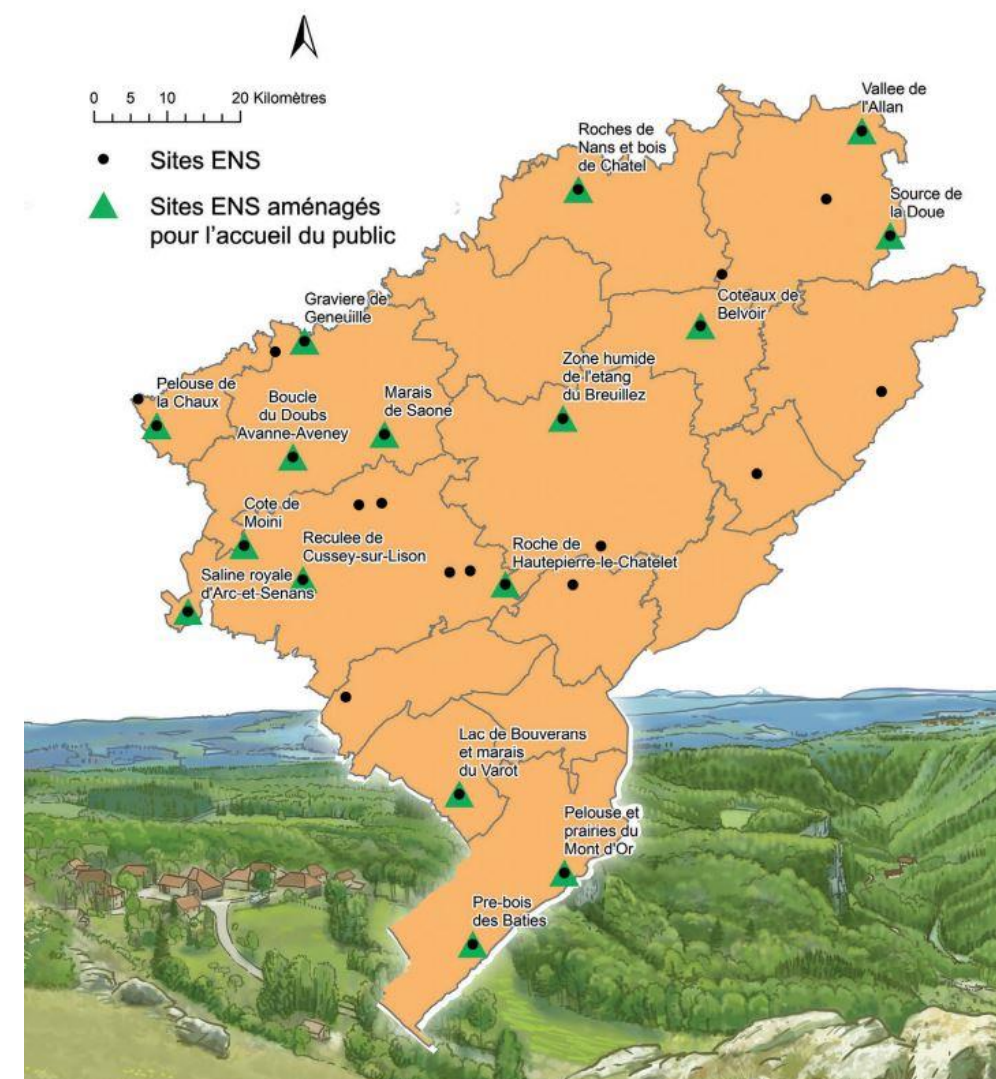 0 5 10 20 Kilomètres
Sites ENS
Sites ENS aménagés
pour l'accueil du public
Vallee de
l'Allan
Roches de
Nans et bois
de Chatel
Source de
la Doue
Graviere de
Geneuille
Coteaux de
Belvoir
Zone humide
de l'etang
du Breuillez
Pelouse de
la Chaux
Boucle
du Doubs
Avanne-Aveney
Marais
de Saone
Cote de
Moini
Reculee de
Cussey-sur-Lison
Roche de
Hautepierre-le-Chatelet
Saline royale
d'Arc-et-Senans
Lac de Bouverans
et marais
du Varot
Pelouse et
prairies du
Mont d'Or
Pre-bois
des Baties